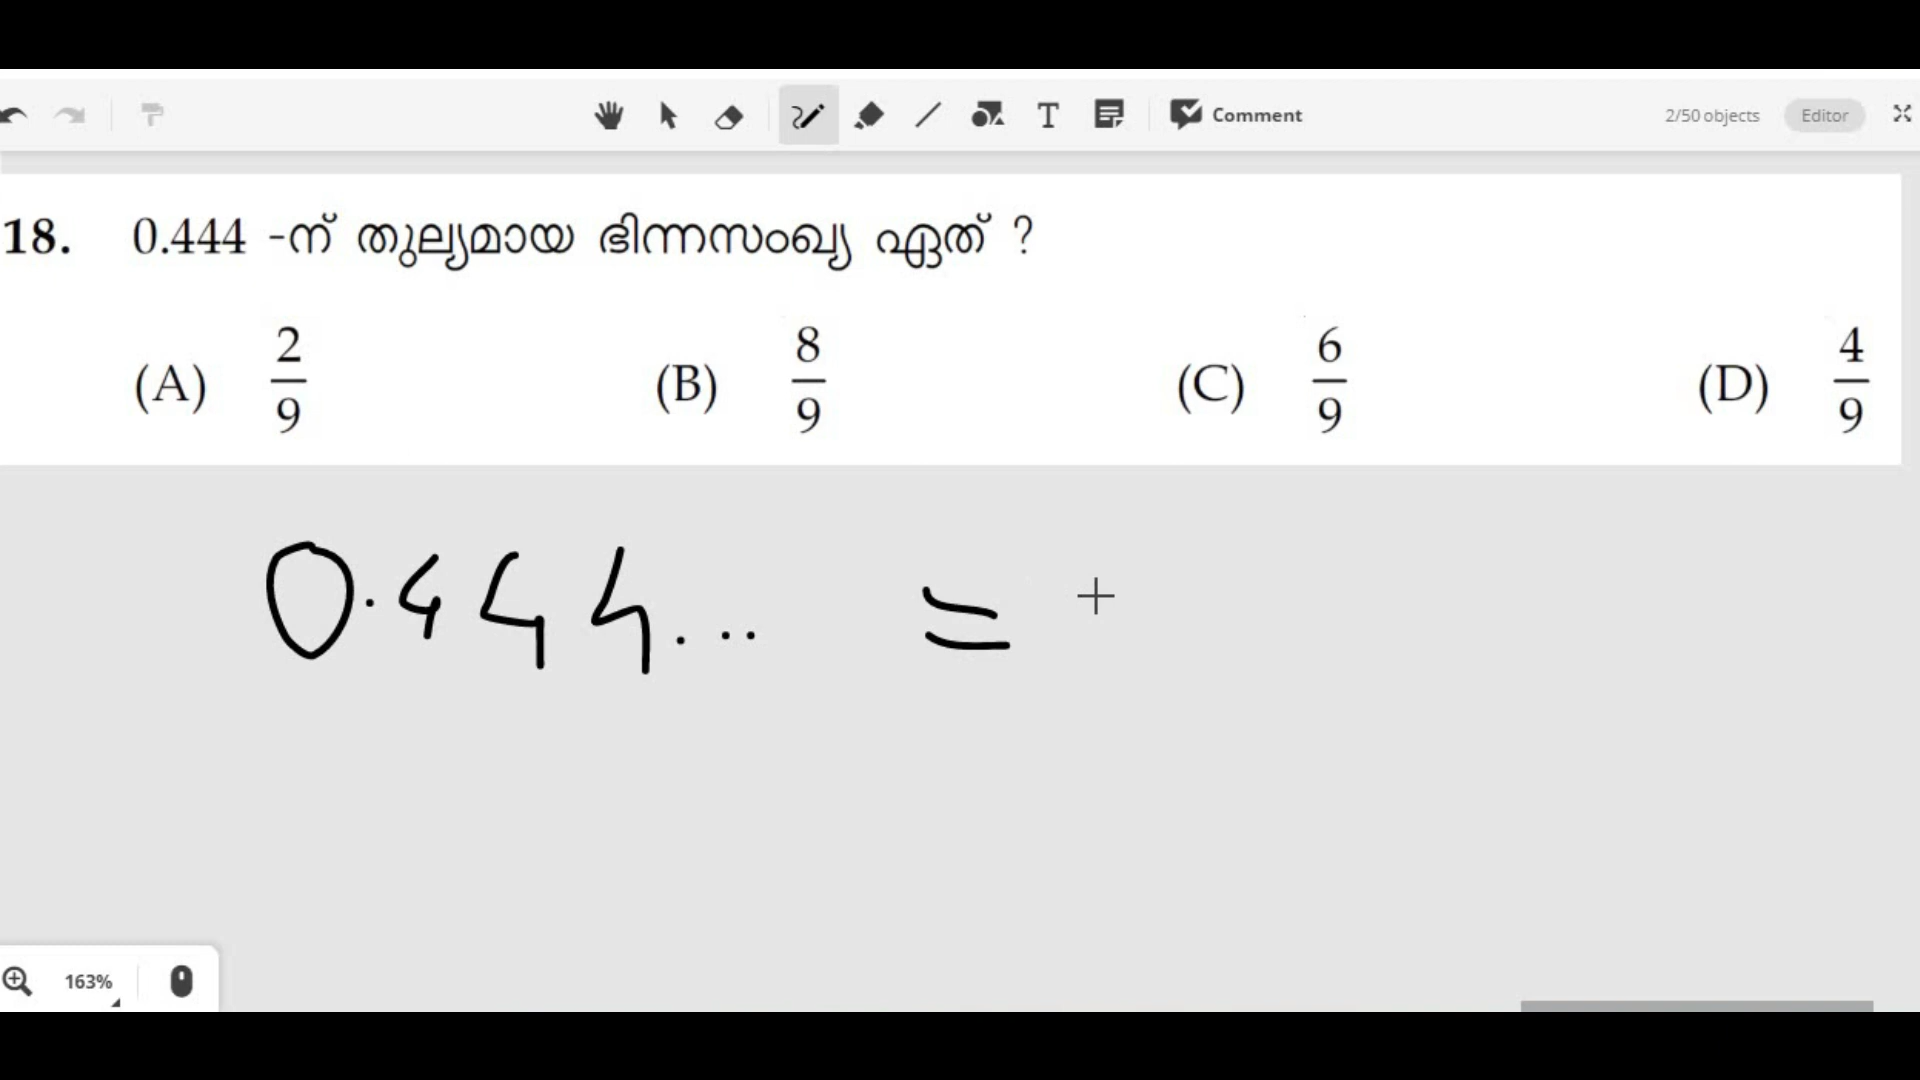 Comment 2/50 objects Editor
18. 0.444 -ന് തുല്യമായ ഭിന്നസംഖ്യ ഏത് ?
(A) 2/9 (B) 8/9 (C) 6/9 (D) 4/9
0.444... =
163%